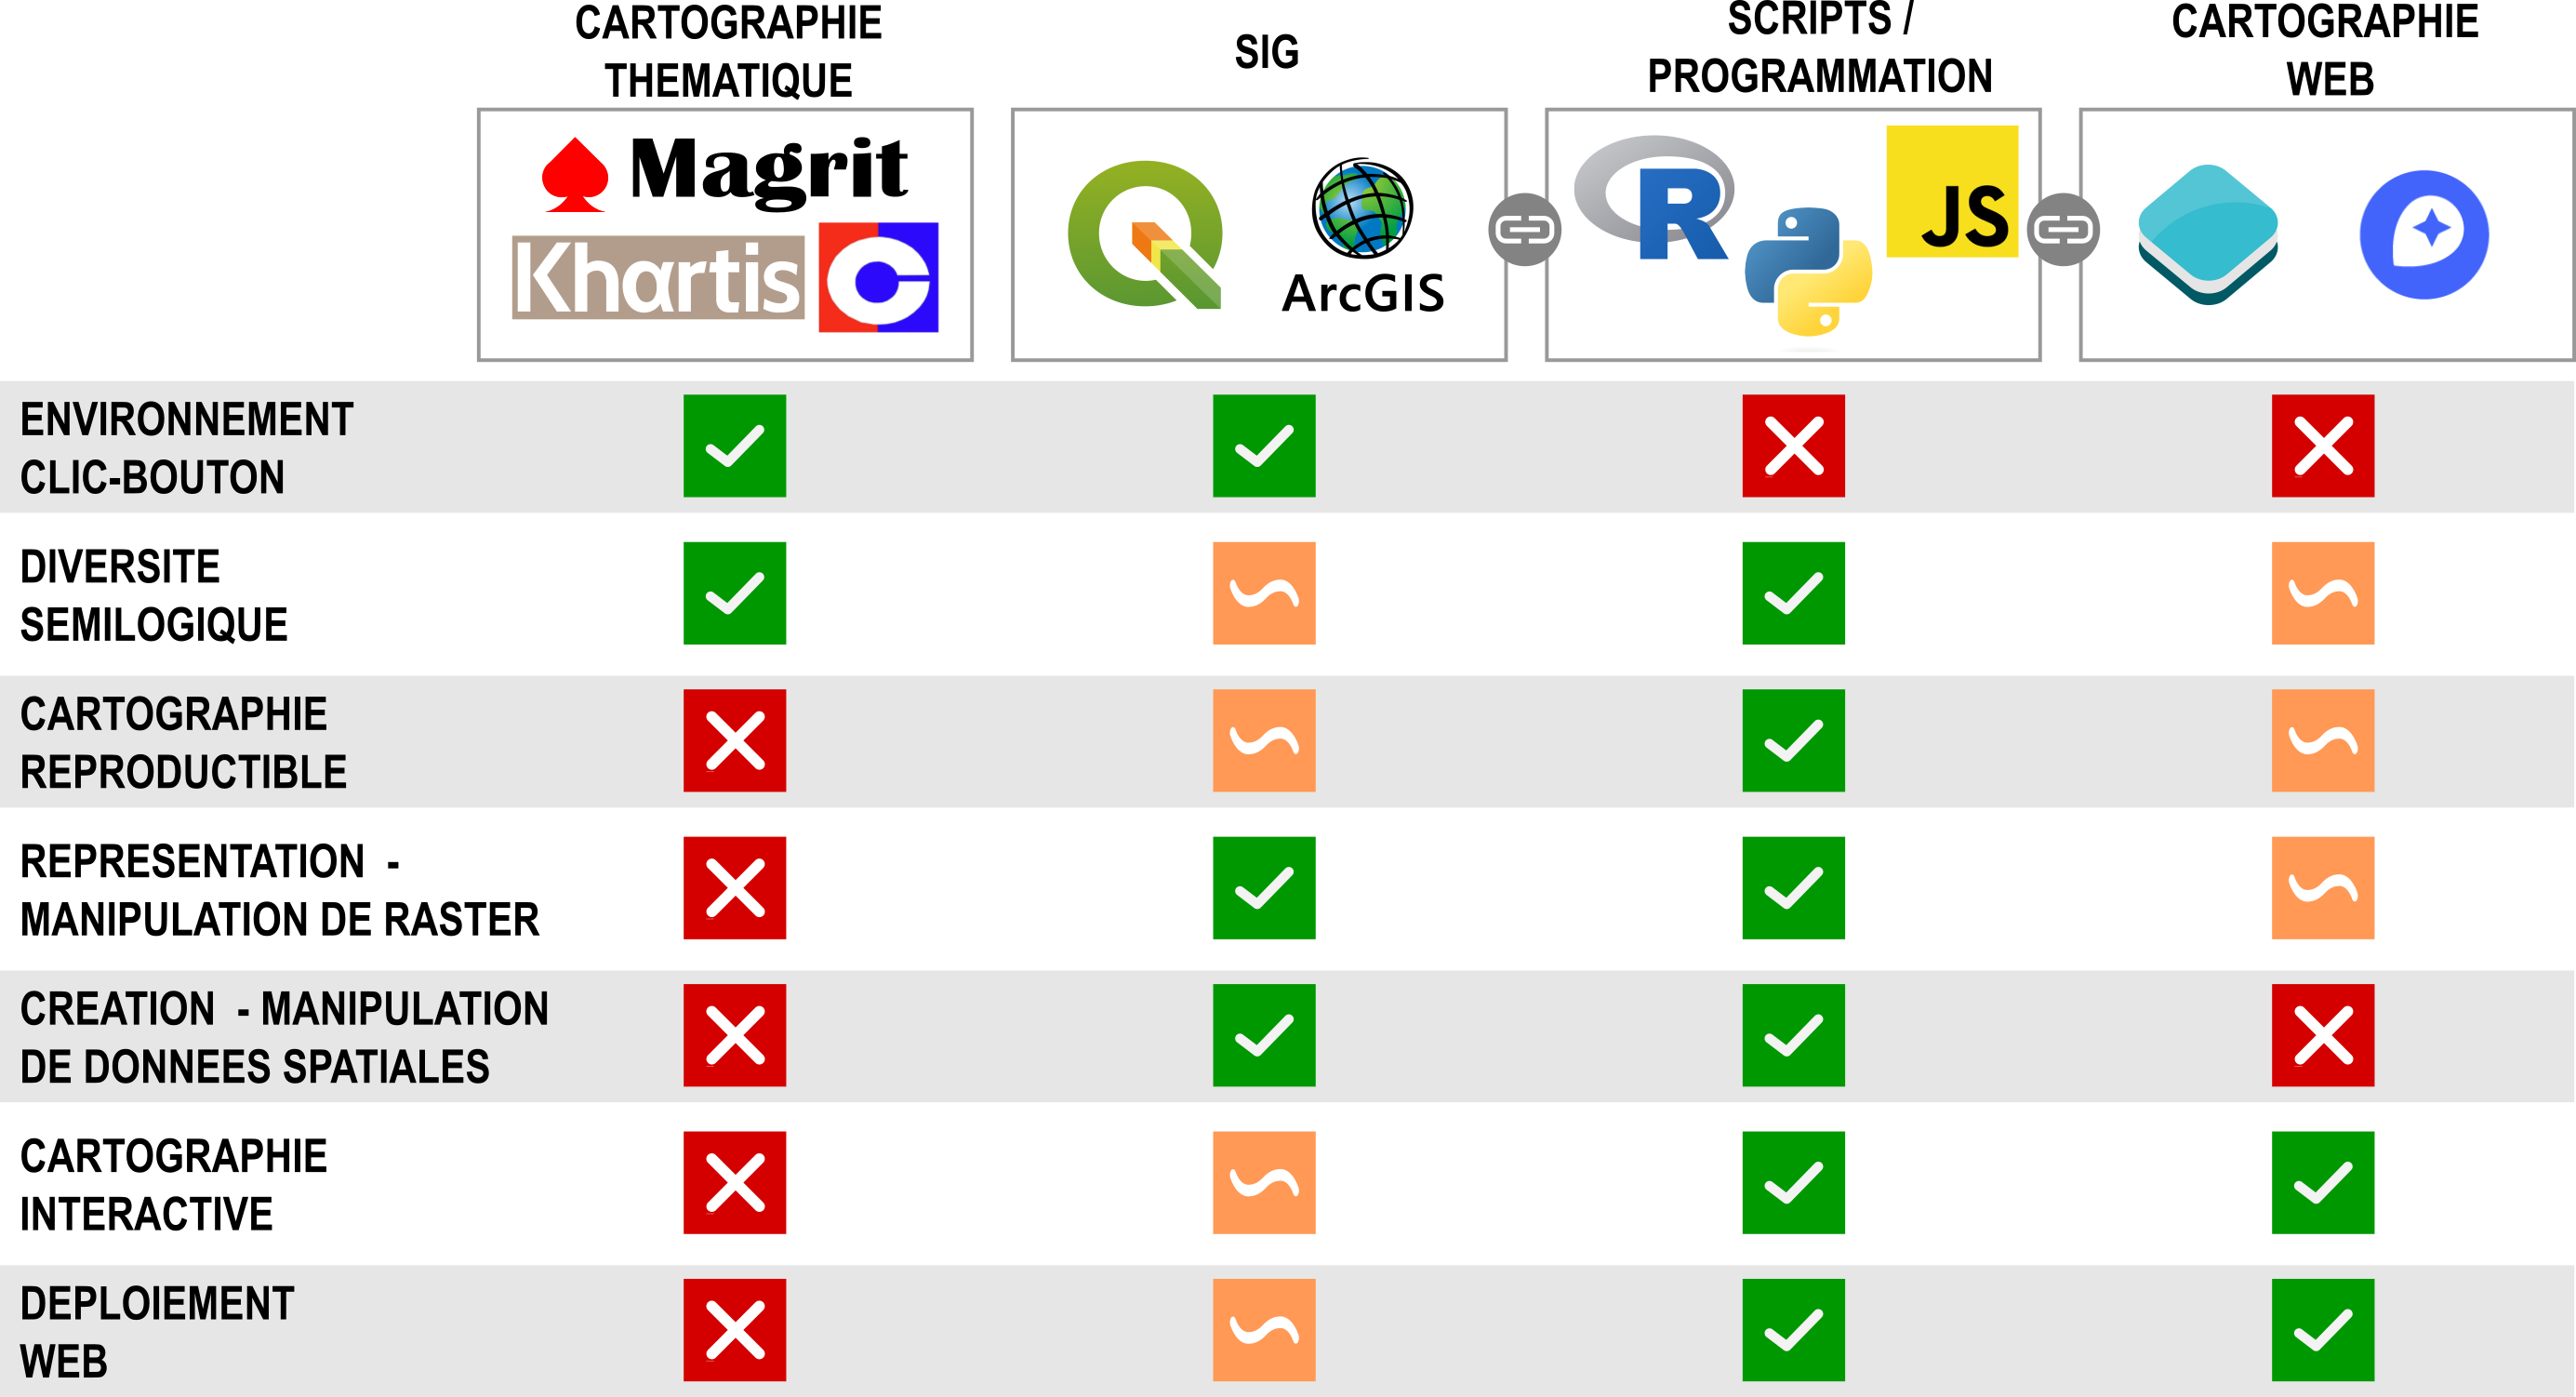 CARTOGRAPHIE
THEMATIQUE
SIG
SCRIPTS /
PROGRAMMATION
CARTOGRAPHIE
WEB
Magrit
Khartis
C
ArcGIS
R
JS
ENVIRONNEMENT
CLIC-BOUTON
DIVERSITE
SEMILOGIQUE
CARTOGRAPHIE
REPRODUCTIBLE
REPRESENTATION -
MANIPULATION DE RASTER
CREATION - MANIPULATION
DE DONNEES SPATIALES
CARTOGRAPHIE
INTERACTIVE
DEPLOIEMENT
WEB